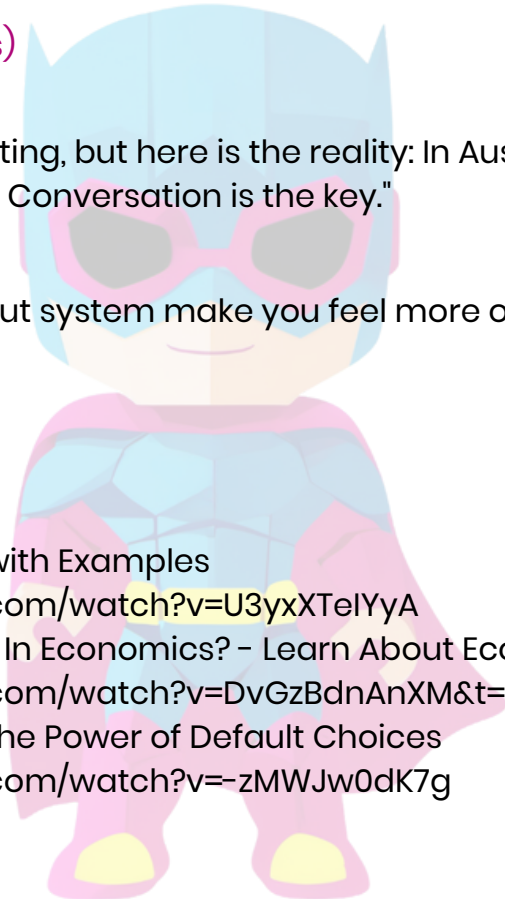 s)
ting, but here is the reality: In Aus
Conversation is the key."
ut system make you feel more o
with Examples
com/watch?v=U3yxXTeIYyA
In Economics? - Learn About Eco
com/watch?v=DvGzBdnAnXM&t=
he Power of Default Choices
com/watch?v=-zMWJw0dK7g